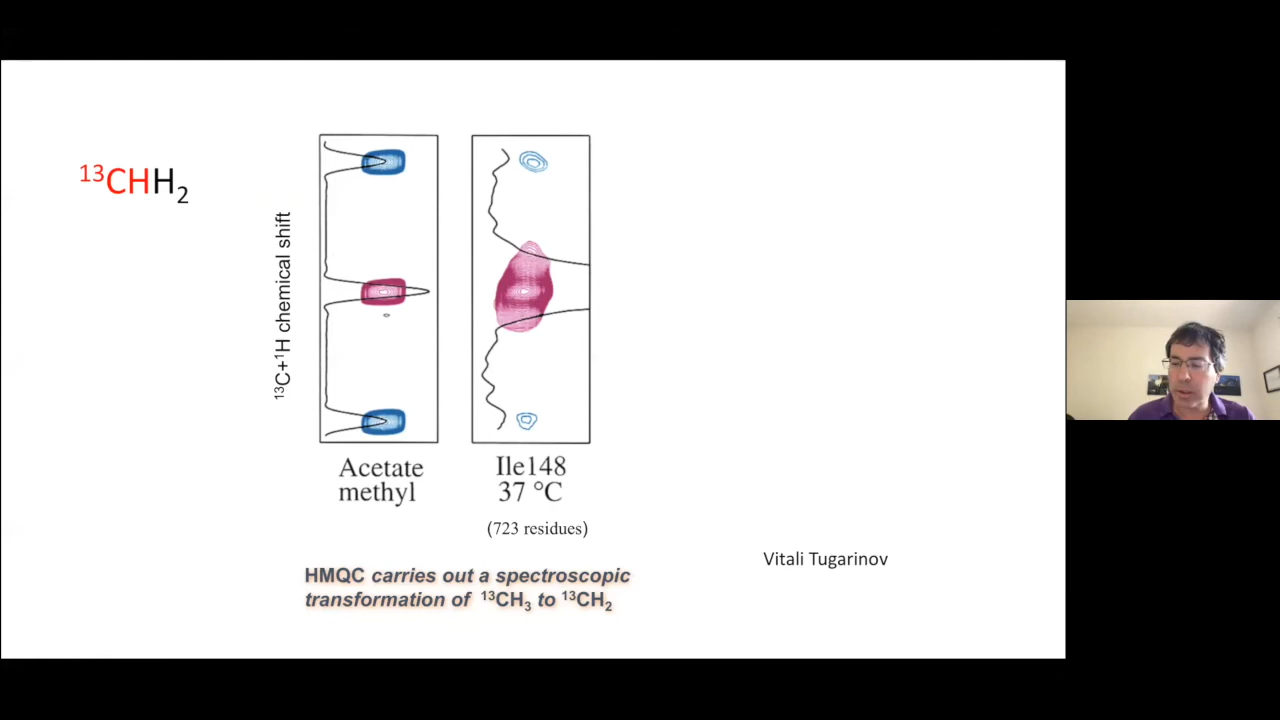 ¹³CHH₂
¹³C+¹H chemical shift
Acetate
methyl
Ile148
37 °C
(723 residues)
HMQC carries out a spectroscopic
transformation of ¹³CH₃ to ¹³CH₂
Vitali Tugarinov